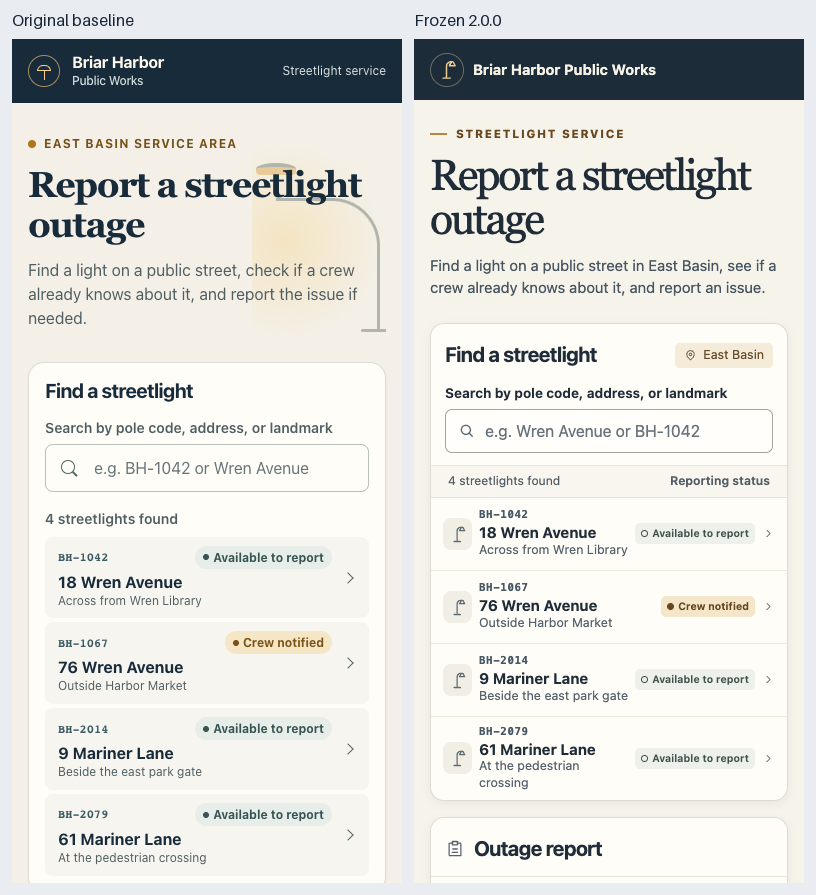 Original baseline
Briar Harbor
Public Works
Streetlight service
EAST BASIN SERVICE AREA
Report a streetlight
outage
Find a light on a public street, check if a crew
already knows about it, and report the issue if
needed.
Find a streetlight
Search by pole code, address, or landmark
e.g. BH-1042 or Wren Avenue
4 streetlights found
BH-1042
Available to report
18 Wren Avenue
Across from Wren Library
BH-1067
Crew notified
76 Wren Avenue
Outside Harbor Market
BH-2014
Available to report
9 Mariner Lane
Beside the east park gate
BH-2079
Available to report
61 Mariner Lane
At the pedestrian crossing
Frozen 2.0.0
Briar Harbor Public Works
STREETLIGHT SERVICE
Report a streetlight
outage
Find a light on a public street in East Basin, see if a
crew already knows about it, and report an issue.
Find a streetlight
East Basin
Search by pole code, address, or landmark
e.g. Wren Avenue or BH-1042
4 streetlights found
Reporting status
BH-1042
18 Wren Avenue
Across from Wren Library
Available to report
BH-1067
76 Wren Avenue
Outside Harbor Market
Crew notified
BH-2014
9 Mariner Lane
Beside the east park gate
Available to report
BH-2079
61 Mariner Lane
At the pedestrian
crossing
Available to report
Outage report